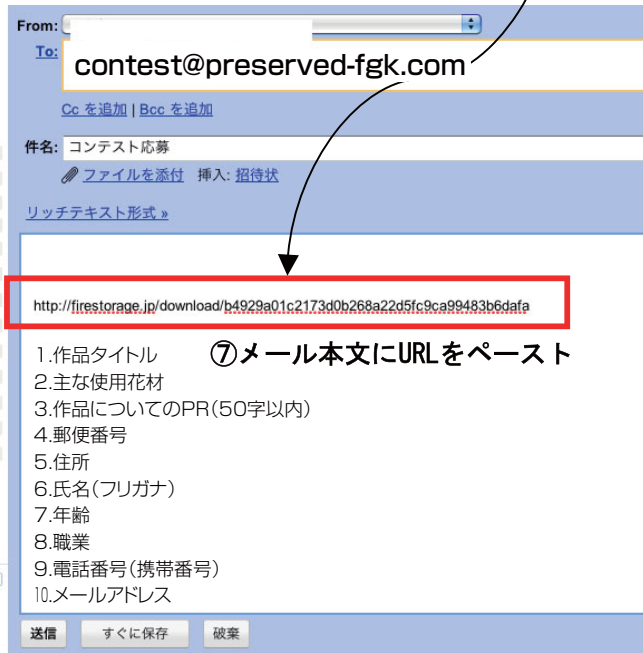 From:
To:
contest@preserved-fgk.com
Cc を追加 | Bcc を追加
件名: コンテスト応募
ファイルを添付 挿入: 招待状
リッチテキスト形式 »
http://firestorage.jp/download/b4929a01c2173d0b268a22d5fc9ca99483b6dafa
⑦メール本文にURLをペースト
1.作品タイトル
2.主な使用花材
3.作品についてのPR(50字以内)
4.郵便番号
5.住所
6.氏名(フリガナ)
7.年齢
8.職業
9.電話番号(携帯番号)
10.メールアドレス
送信 すぐに保存 破棄